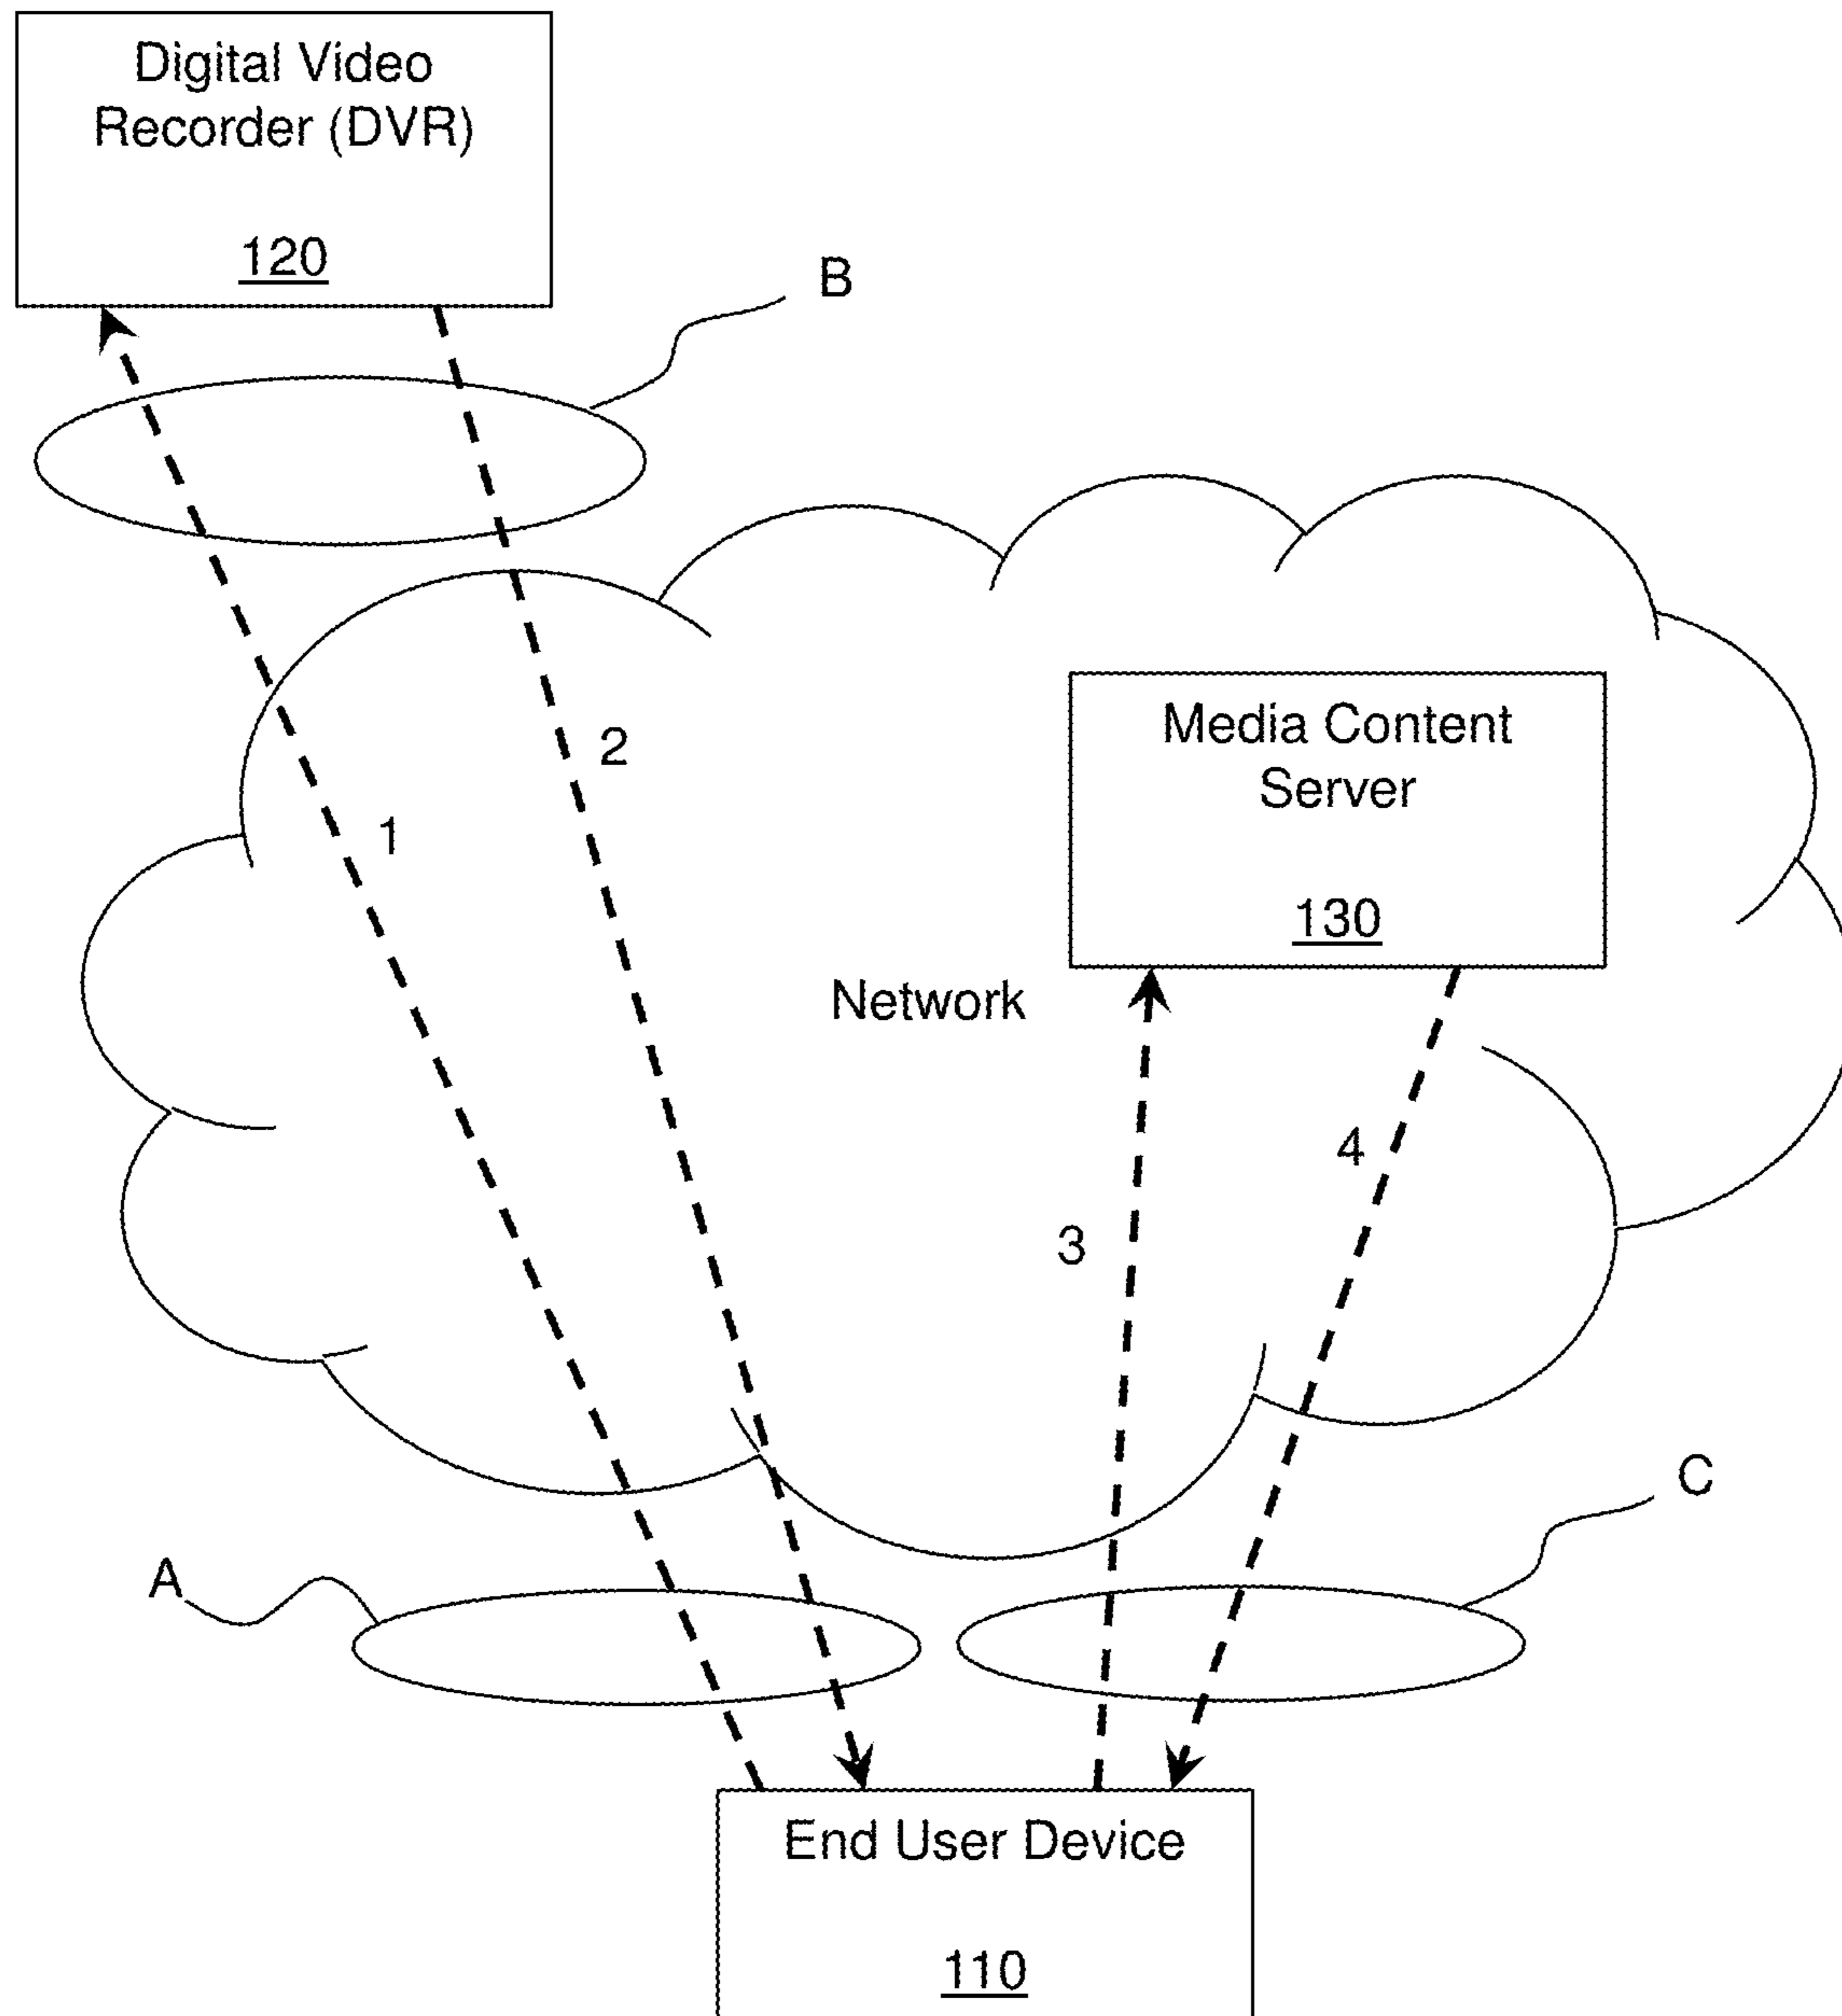 Digital Video
Recorder (DVR)
120
B
2
1
Media Content
Server
130
Network
4
3
C
A
End User Device
110